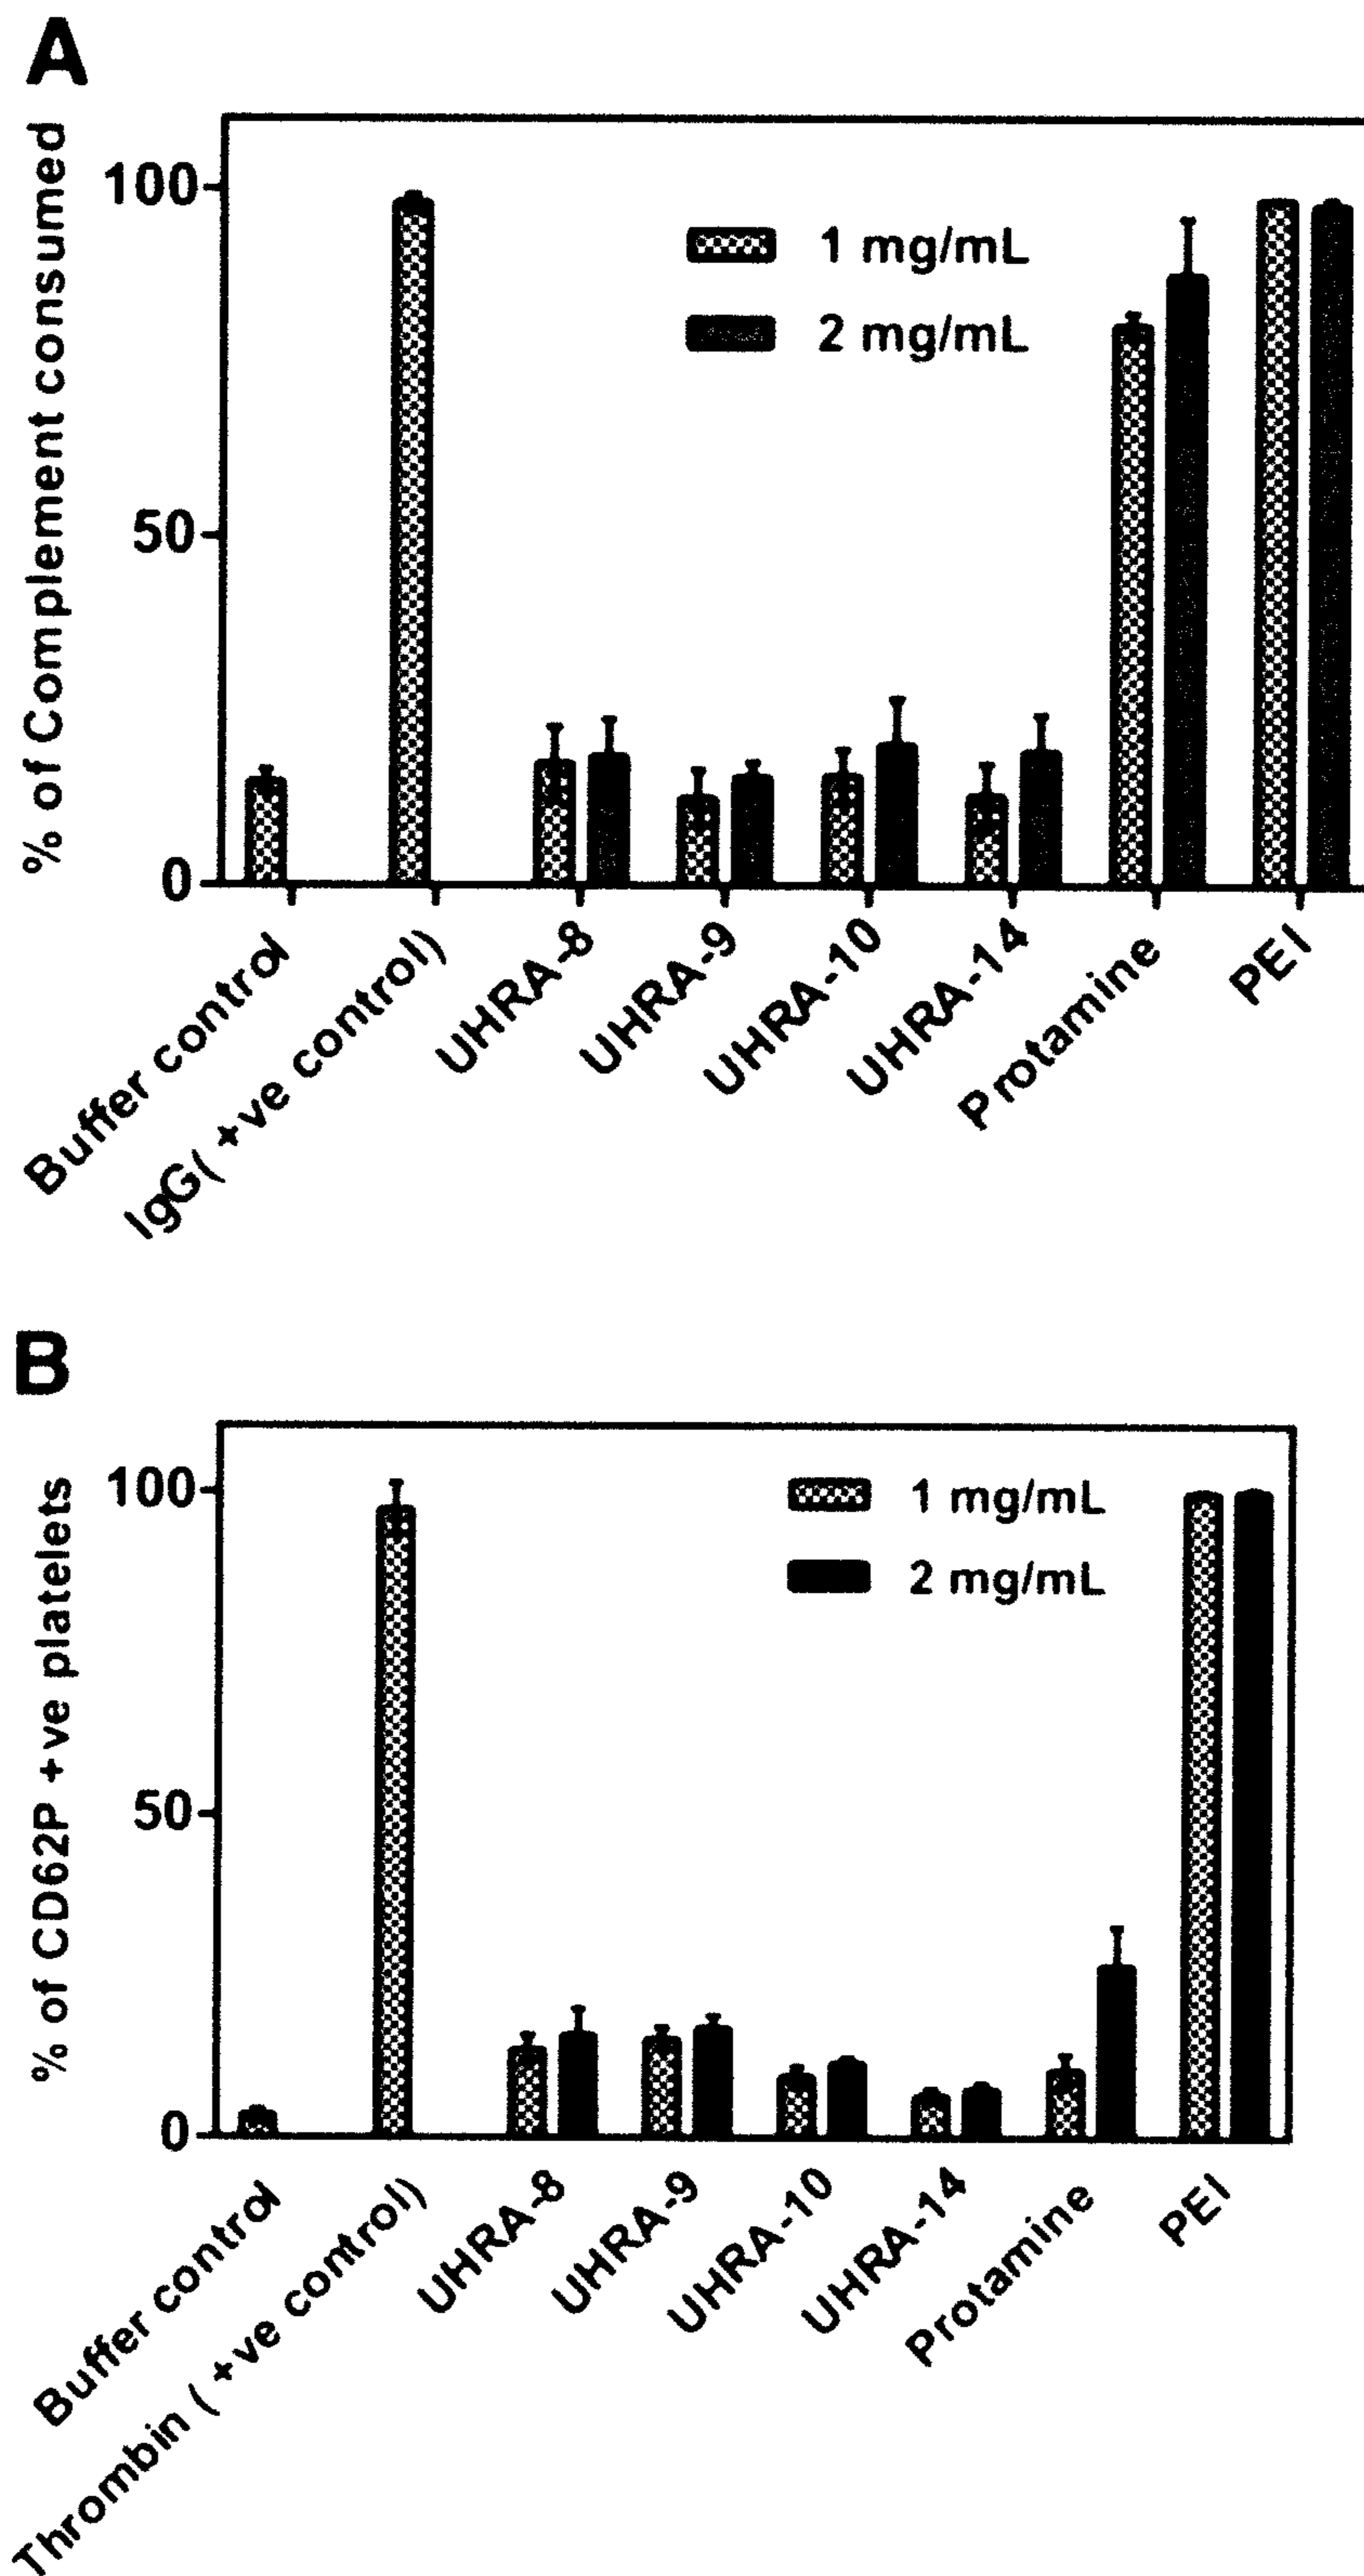 A
% of Complement consumed
100
50
0
1 mg/mL
2 mg/mL
Buffer control
IgG( +ve control)
UHRA-8
UHRA-9
UHRA-10
UHRA-14
Protamine
PEI
B
% of CD62P +ve platelets
100
50
0
1 mg/mL
2 mg/mL
Buffer control
Thrombin ( +ve control)
UHRA-8
UHRA-9
UHRA-10
UHRA-14
Protamine
PEI